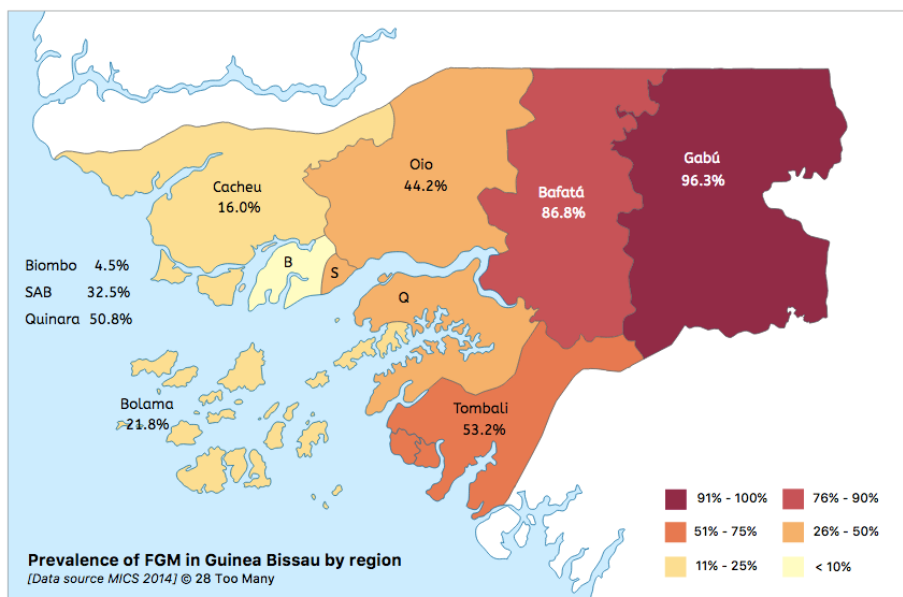 Oio
44.2%
Gabú
96.3%
Cacheu
16.0%
Bafatá
86.8%
B
S
Biombo 4.5%
SAB 32.5%
Quinara 50.8%
Q
Bolama
21.8%
Tombali
53.2%
91% - 100%
76% - 90%
51% - 75%
26% - 50%
11% - 25%
< 10%
Prevalence of FGM in Guinea Bissau by region
[Data source MICS 2014] © 28 Too Many